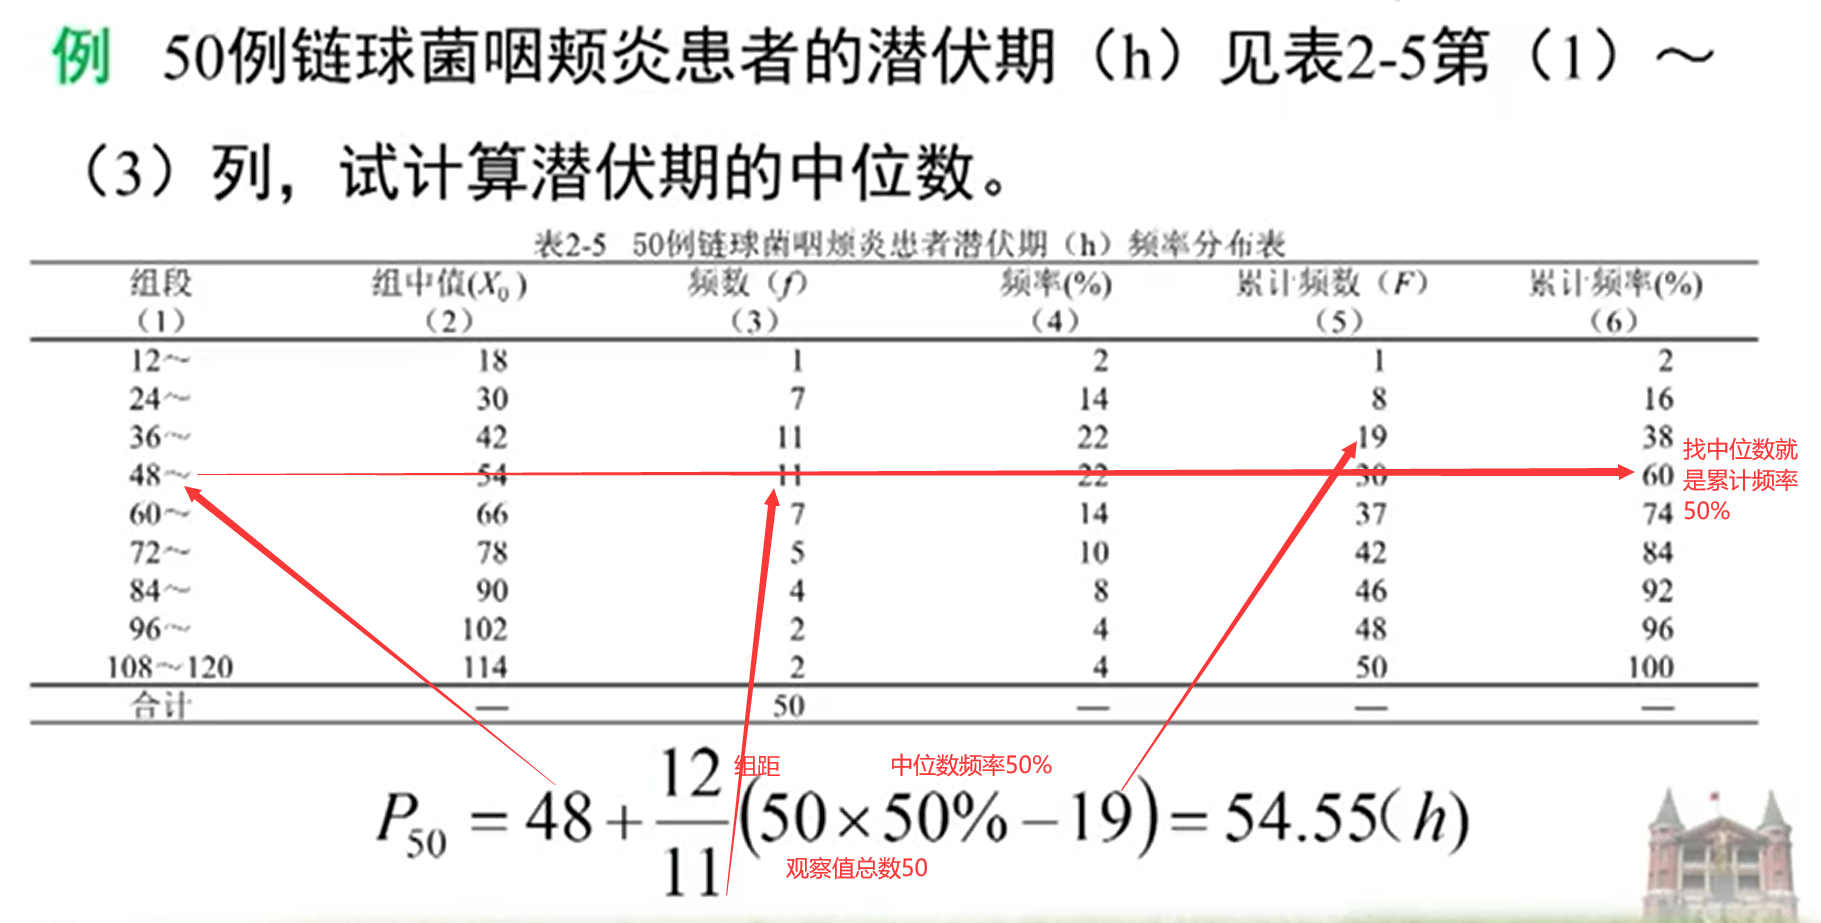 例 50例链球菌咽颊炎患者的潜伏期（h）见表2-5第（1）～
（3）列，试计算潜伏期的中位数。
表2-5 50例链球菌咽颊炎患者潜伏期（h）频率分布表
组段 组中值(X₀) 频数（f） 频率(%) 累计频数（F） 累计频率(%)
（1） （2） （3） （4） （5） （6）
12～ 18 1 2 1 2
24～ 30 7 14 8 16
36～ 42 11 22 19 38
48～ 54 11 22 30 60
60～ 66 7 14 37 74
72～ 78 5 10 42 84
84～ 90 4 8 46 92
96～ 102 2 4 48 96
108～120 114 2 4 50 100
合计 — 50 — — —
找中位数就
是累计频率
50%
组距 中位数频率50%
P₅₀ = 48 + 12/11 (50×50% − 19) = 54.55(h)
观察值总数50